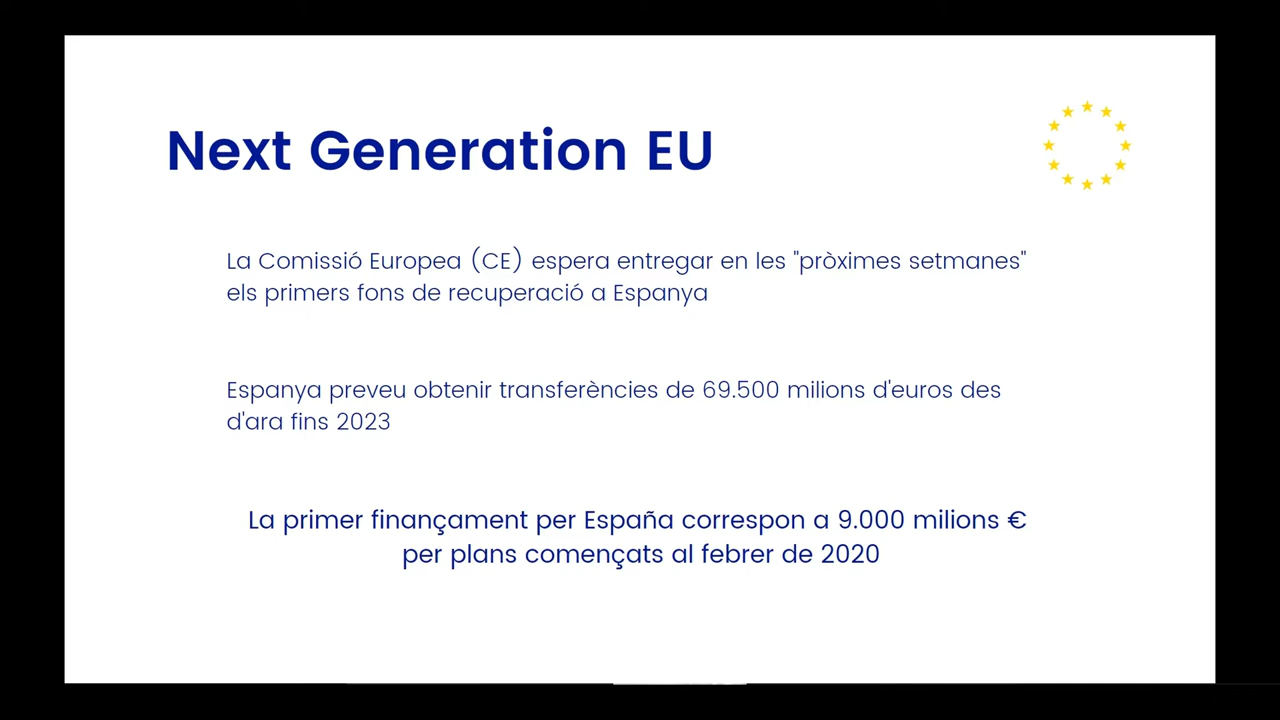 Next Generation EU
La Comissió Europea (CE) espera entregar en les "pròximes setmanes"
els primers fons de recuperació a Espanya
Espanya preveu obtenir transferències de 69.500 milions d'euros des
d'ara fins 2023
La primer finançament per España correspon a 9.000 milions €
per plans començats al febrer de 2020